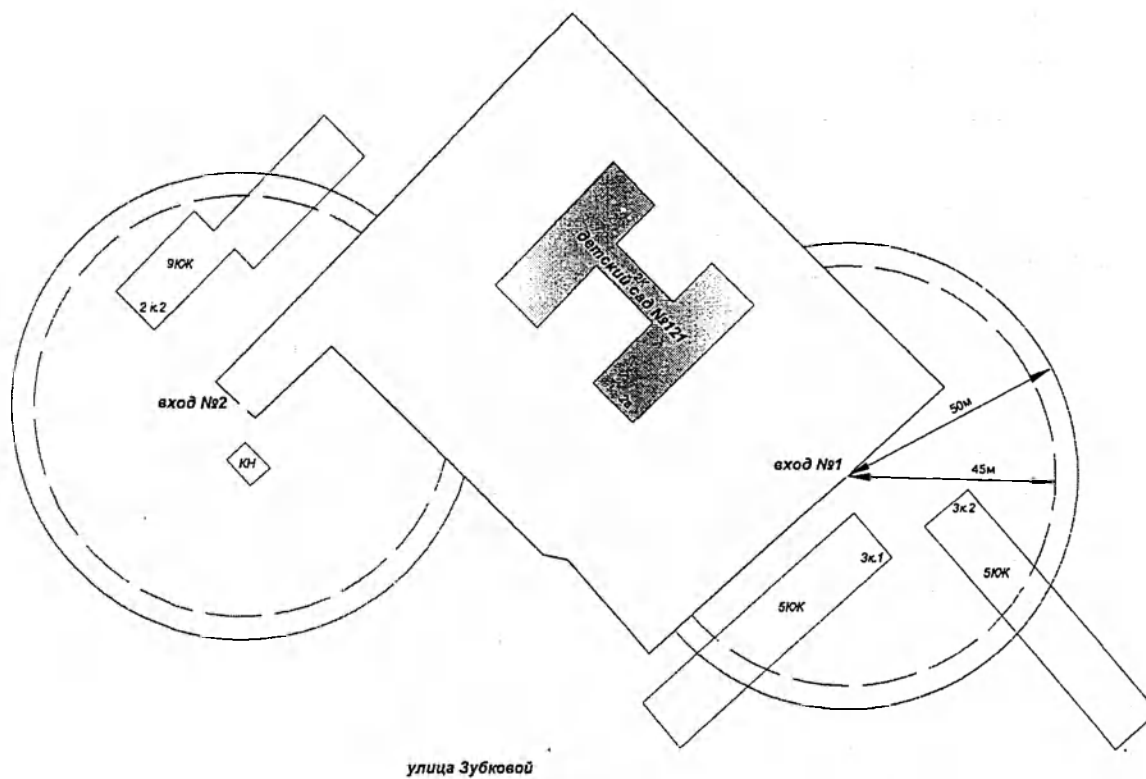 9ЮЖ
2 к.2
детский сад №121
2К
вход №2
КН
вход №1
50м
45м
3к.2
3к.1
5ЮЖ
5ЮЖ
улица Зубковой